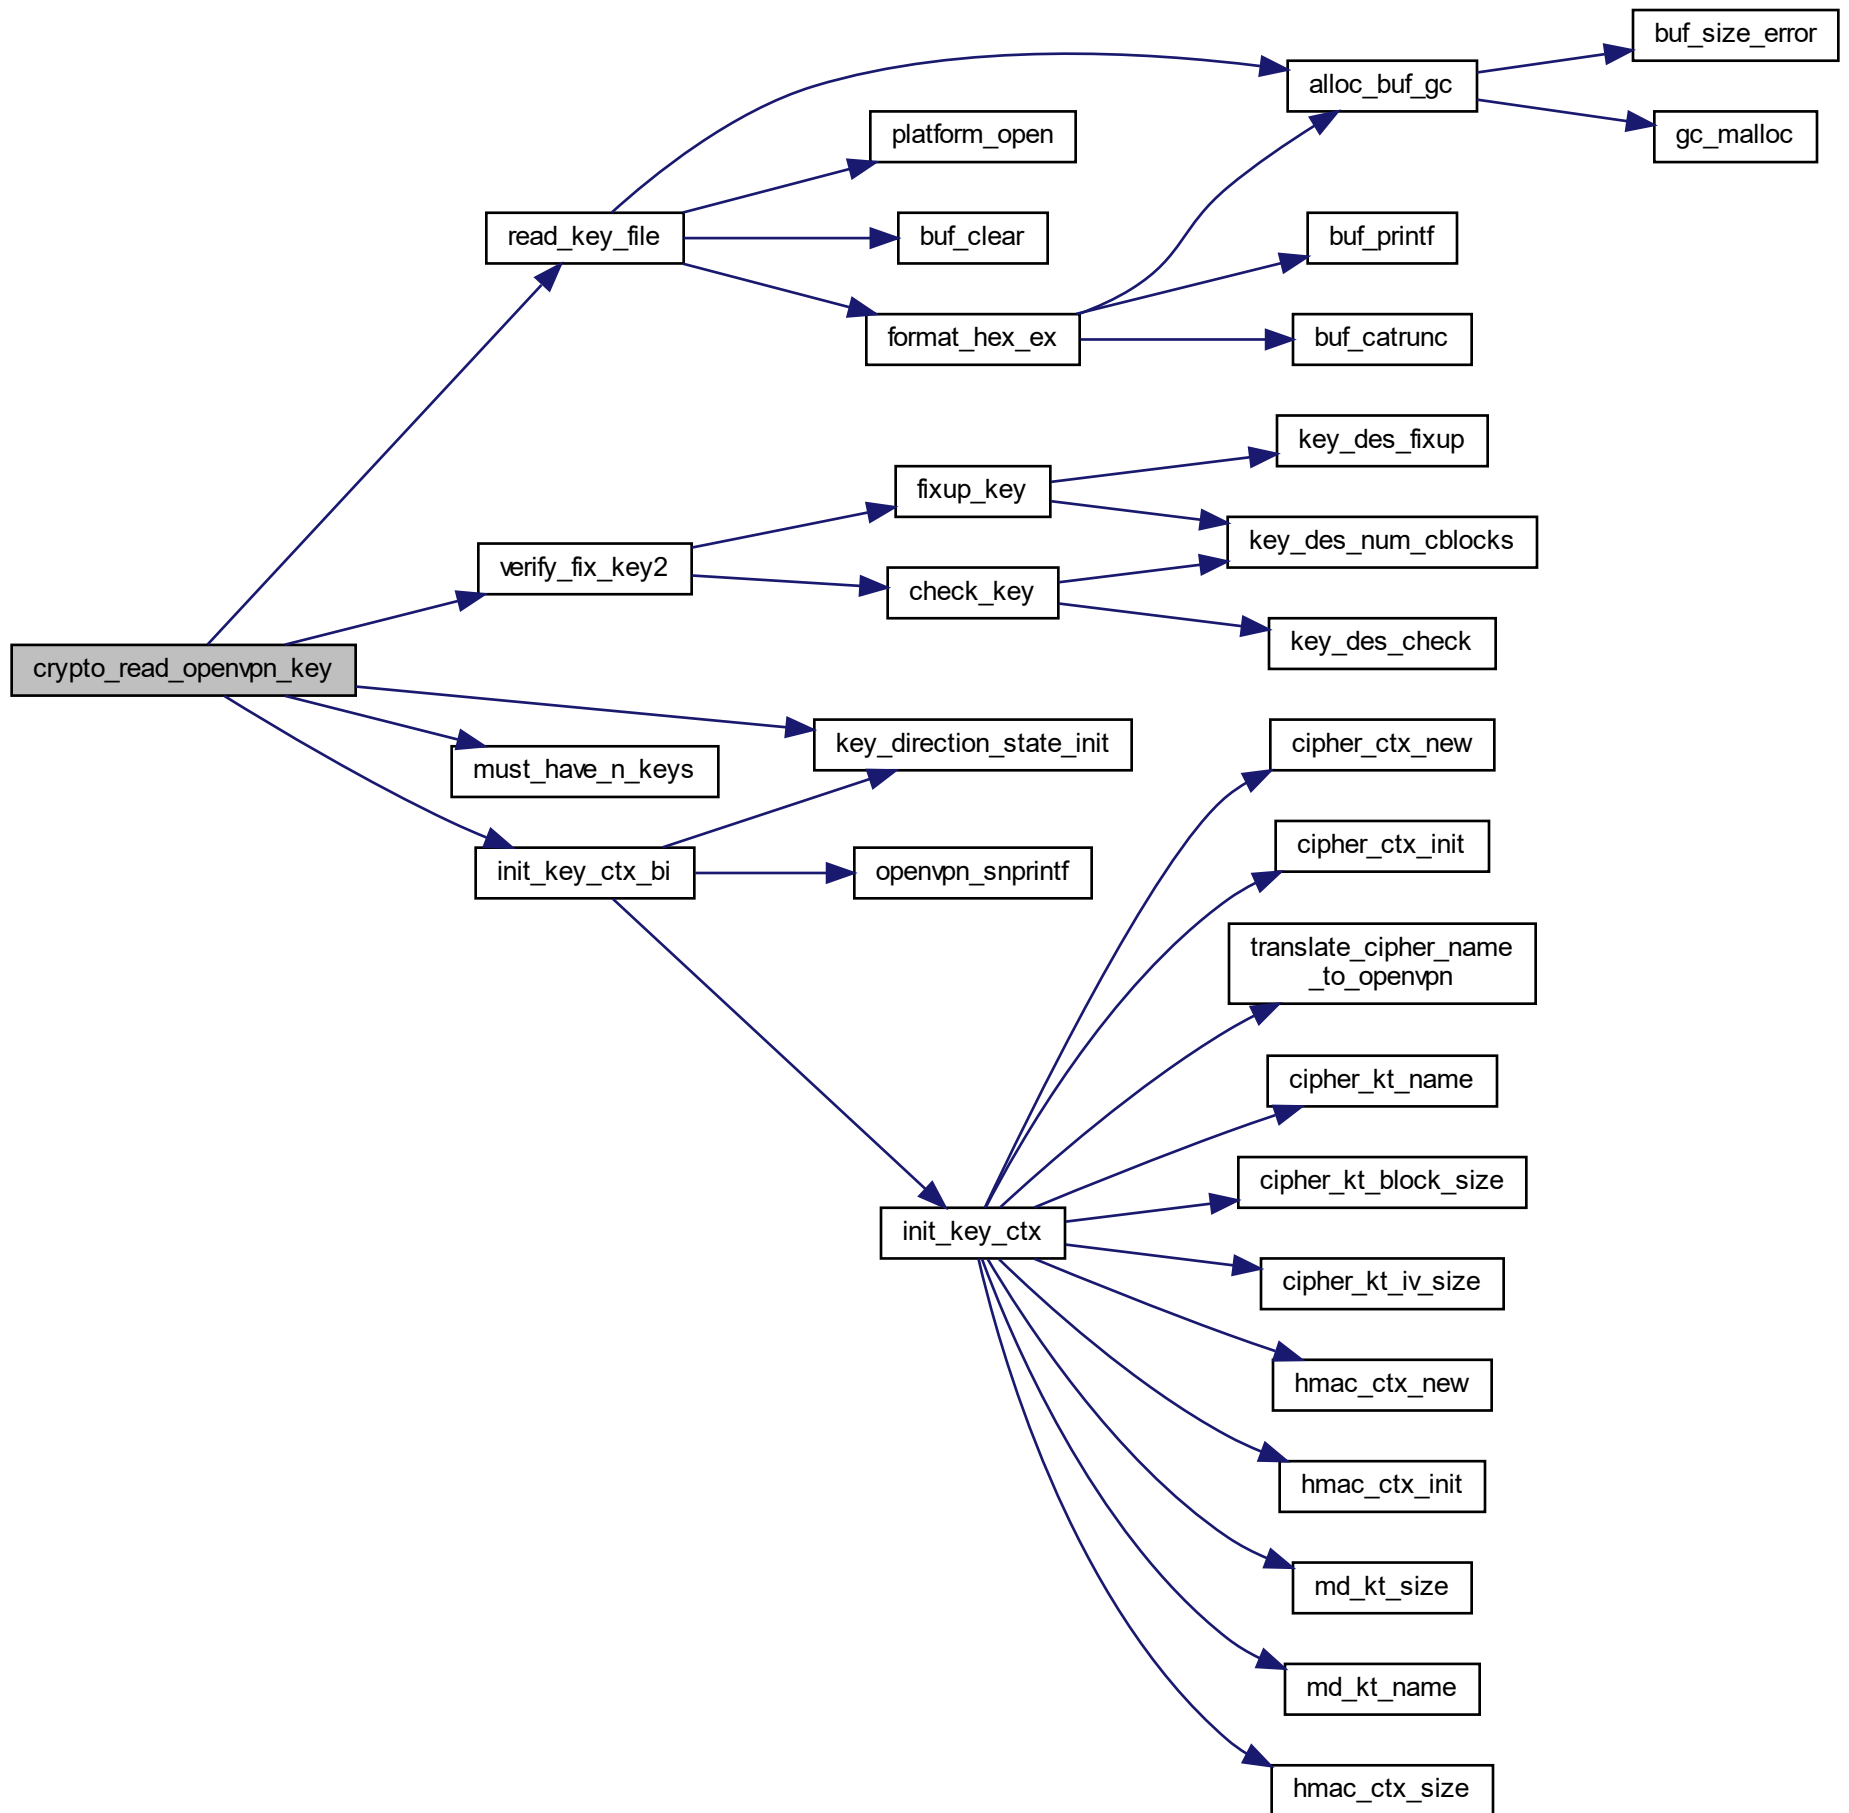 buf_size_error
alloc_buf_gc
platform_open
gc_malloc
read_key_file
buf_clear
buf_printf
format_hex_ex
buf_catrunc
key_des_fixup
fixup_key
key_des_num_cblocks
verify_fix_key2
check_key
key_des_check
crypto_read_openvpn_key
key_direction_state_init
cipher_ctx_new
must_have_n_keys
cipher_ctx_init
init_key_ctx_bi
openvpn_snprintf
translate_cipher_name
_to_openvpn
cipher_kt_name
cipher_kt_block_size
init_key_ctx
cipher_kt_iv_size
hmac_ctx_new
hmac_ctx_init
md_kt_size
md_kt_name
hmac_ctx_size